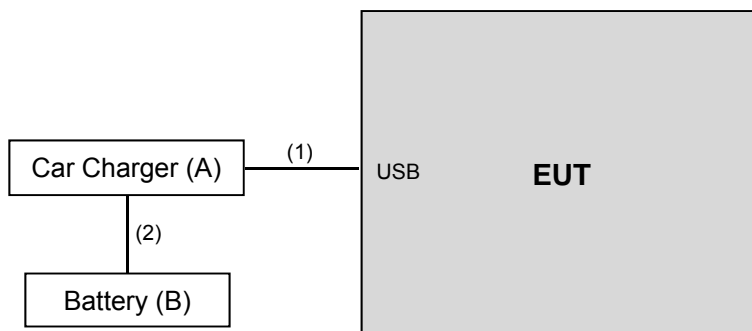 (1)
Car Charger (A)
USB
EUT
(2)
Battery (B)